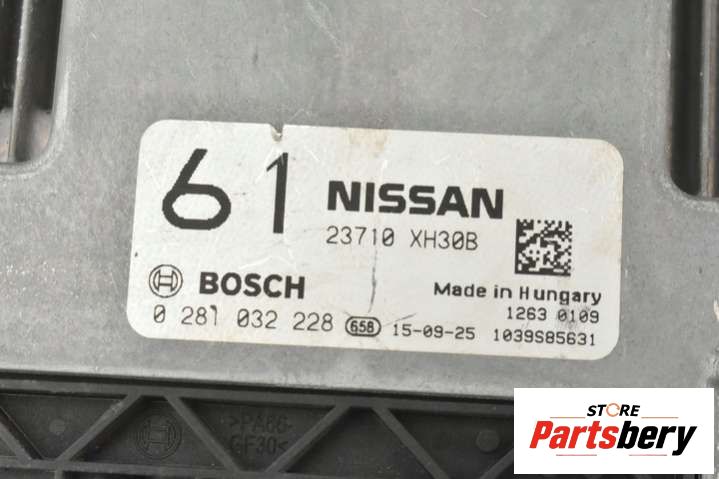 61 NISSAN
23710 XH30B
BOSCH
Made in Hungary
1263 0109
0 281 032 228 658 15-09-25 1039S85631
>PA66-
GF30<
STORE
Partsbery